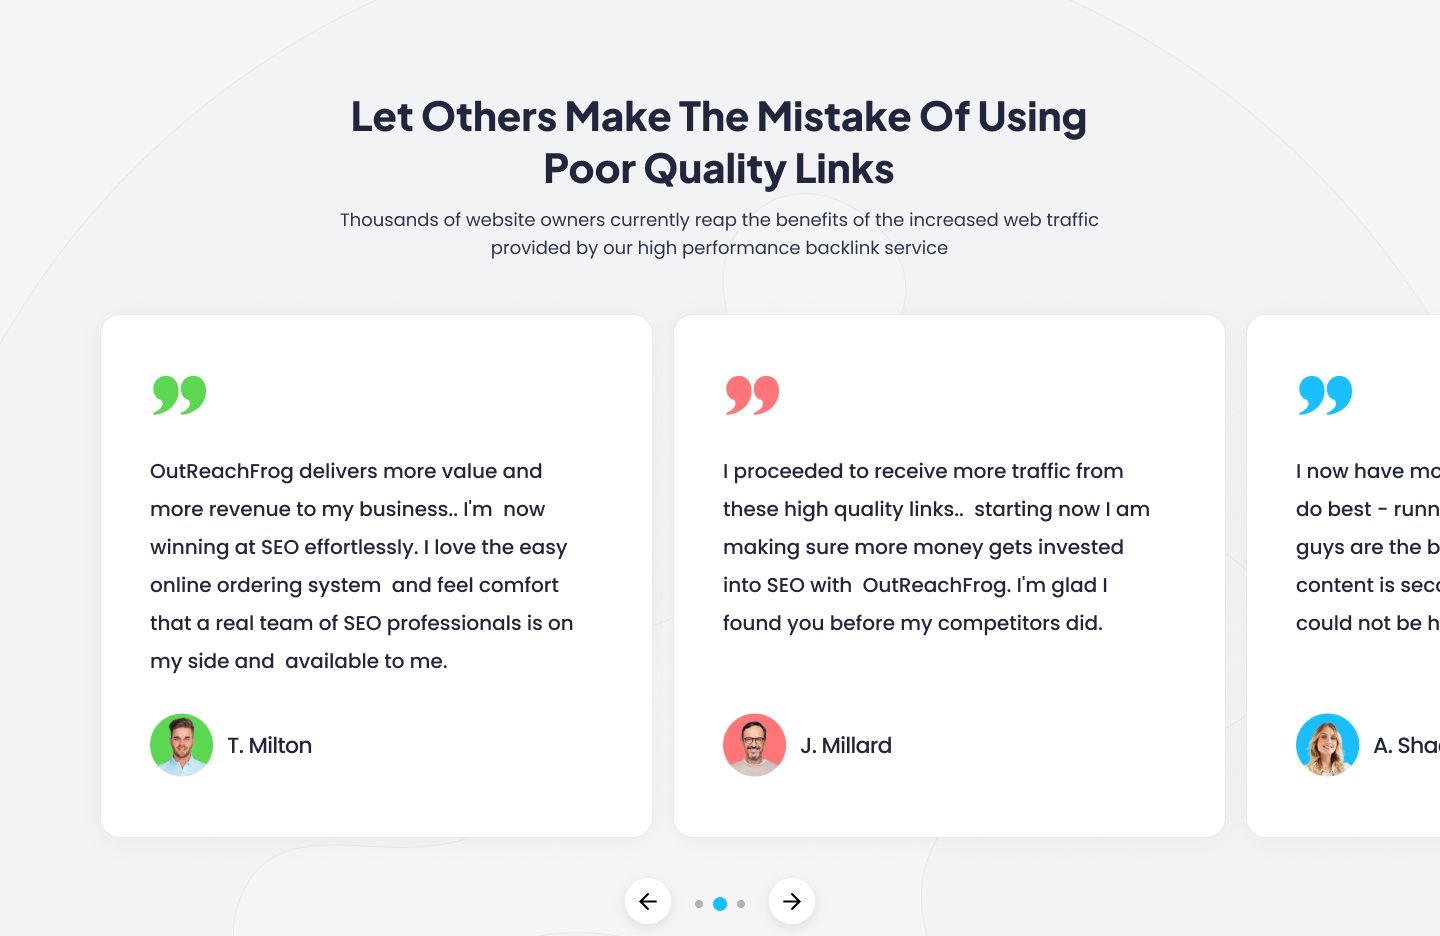 Let Others Make The Mistake Of Using
Poor Quality Links
Thousands of website owners currently reap the benefits of the increased web traffic
provided by our high performance backlink service
OutReachFrog delivers more value and
more revenue to my business.. I'm  now
winning at SEO effortlessly. I love the easy
online ordering system  and feel comfort
that a real team of SEO professionals is on
my side and  available to me.
T. Milton
I proceeded to receive more traffic from
these high quality links..  starting now I am
making sure more money gets invested
into SEO with  OutReachFrog. I'm glad I
found you before my competitors did.
J. Millard
I now have
do best -
guys are the
content is
could not be
A.